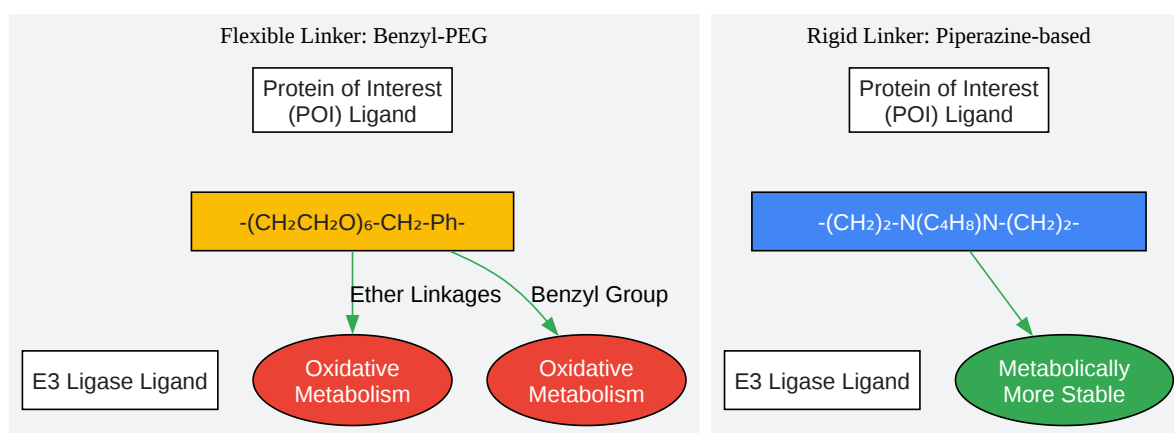 Flexible Linker: Benzyl-PEG
Protein of Interest
(POI) Ligand
-(CH₂CH₂O)₆-CH₂-Ph-
Ether Linkages
Benzyl Group
E3 Ligase Ligand
Oxidative
Metabolism
Oxidative
Metabolism
Rigid Linker: Piperazine-based
Protein of Interest
(POI) Ligand
-(CH₂)₂-N(C₄H₈)N-(CH₂)₂-
E3 Ligase Ligand
Metabolically
More Stable